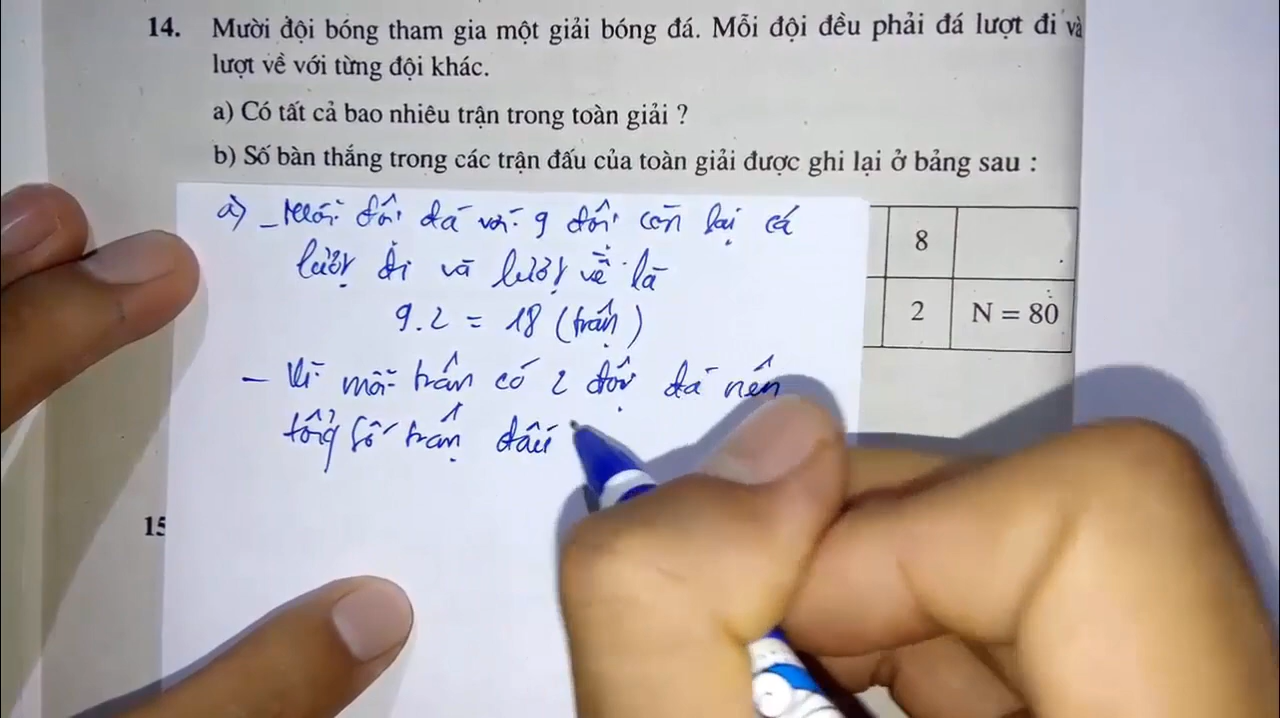 14. Mười đội bóng tham gia một giải bóng đá. Mỗi đội đều phải đá lượt đi và
lượt về với từng đội khác.
a) Có tất cả bao nhiêu trận trong toàn giải ?
b) Số bàn thắng trong các trận đấu của toàn giải được ghi lại ở bảng sau :
a) - Mỗi đội đá với 9 đội còn lại cả
lượt đi và lượt về là
9.2 = 18 (trận)
- Vì mỗi trận có 2 đội đá nên
tổng số trận đấu
8
2 N = 80
15